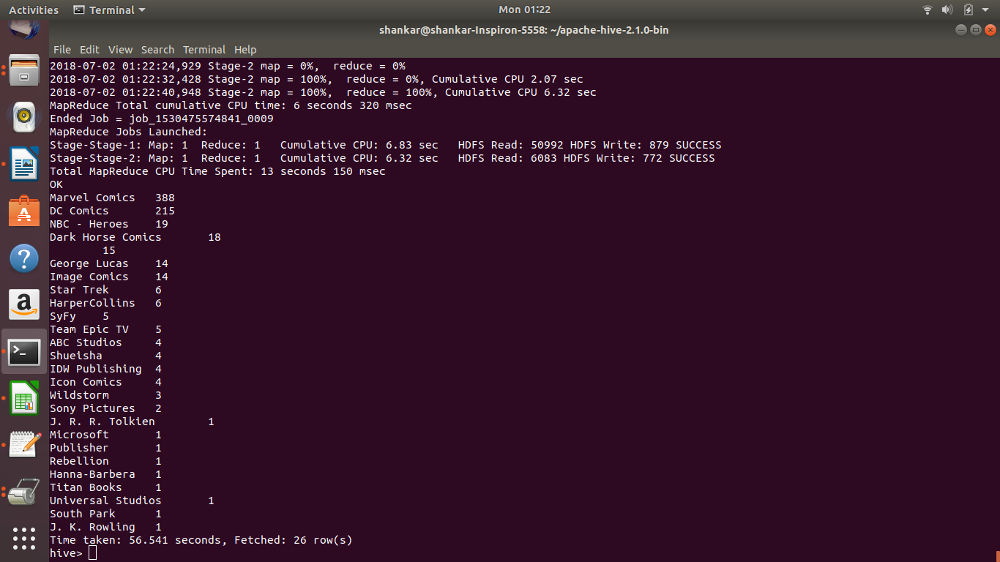 Activities Terminal Mon 01:22
shankar@shankar-Inspiron-5558: ~/apache-hive-2.1.0-bin
File Edit View Search Terminal Help
2018-07-02 01:22:24,929 Stage-2 map = 0%,  reduce = 0%
2018-07-02 01:22:32,428 Stage-2 map = 100%,  reduce = 0%, Cumulative CPU 2.07 sec
2018-07-02 01:22:40,948 Stage-2 map = 100%,  reduce = 100%, Cumulative CPU 6.32 sec
MapReduce Total cumulative CPU time: 6 seconds 320 msec
Ended Job = job_1530475574841_0009
MapReduce Jobs Launched:
Stage-Stage-1: Map: 1  Reduce: 1   Cumulative CPU: 6.83 sec   HDFS Read: 50992 HDFS Write: 879 SUCCESS
Stage-Stage-2: Map: 1  Reduce: 1   Cumulative CPU: 6.32 sec   HDFS Read: 6083 HDFS Write: 772 SUCCESS
Total MapReduce CPU Time Spent: 13 seconds 150 msec
OK
Marvel Comics   388
DC Comics       215
NBC - Heroes    19
Dark Horse Comics       18
        15
George Lucas    14
Image Comics    14
Star Trek       6
HarperCollins   6
SyFy    5
Team Epic TV    5
ABC Studios     4
Shueisha        4
IDW Publishing  4
Icon Comics     4
Wildstorm       3
Sony Pictures   2
J. R. R. Tolkien        1
Microsoft       1
Publisher       1
Rebellion       1
Hanna-Barbera   1
Titan Books     1
Universal Studios       1
South Park      1
J. K. Rowling   1
Time taken: 56.541 seconds, Fetched: 26 row(s)
hive>